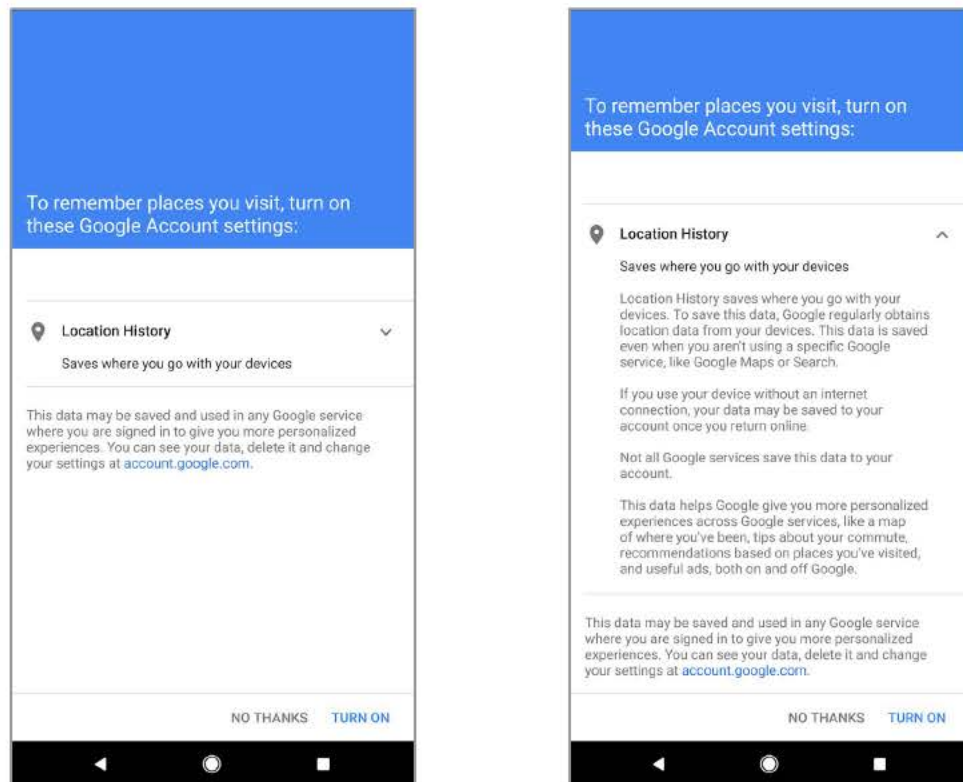 To remember places you visit, turn on
these Google Account settings:
Location History
Saves where you go with your devices
This data may be saved and used in any Google service
where you are signed in to give you more personalized
experiences. You can see your data, delete it and change
your settings at account.google.com.
NO THANKS TURN ON
To remember places you visit, turn on
these Google Account settings:
Location History
Saves where you go with your devices
Location History saves where you go with your
devices. To save this data, Google regularly obtains
location data from your devices. This data is saved
even when you aren't using a specific Google
service, like Google Maps or Search.
If you use your device without an internet
connection, your data may be saved to your
account once you return online.
Not all Google services save this data to your
account.
This data helps Google give you more personalized
experiences across Google services, like a map
of where you've been, tips about your commute,
recommendations based on places you've visited,
and useful ads, both on and off Google.
This data may be saved and used in any Google service
where you are signed in to give you more personalized
experiences. You can see your data, delete it and change
your settings at account.google.com.
NO THANKS TURN ON